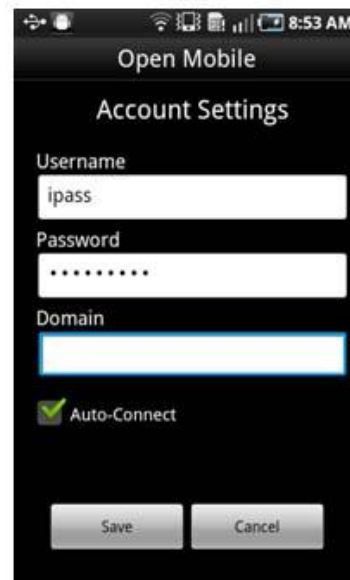 8:53 AM
Open Mobile
Account Settings
Username
ipass
Password
•••••••••
Domain
Auto-Connect
Save Cancel